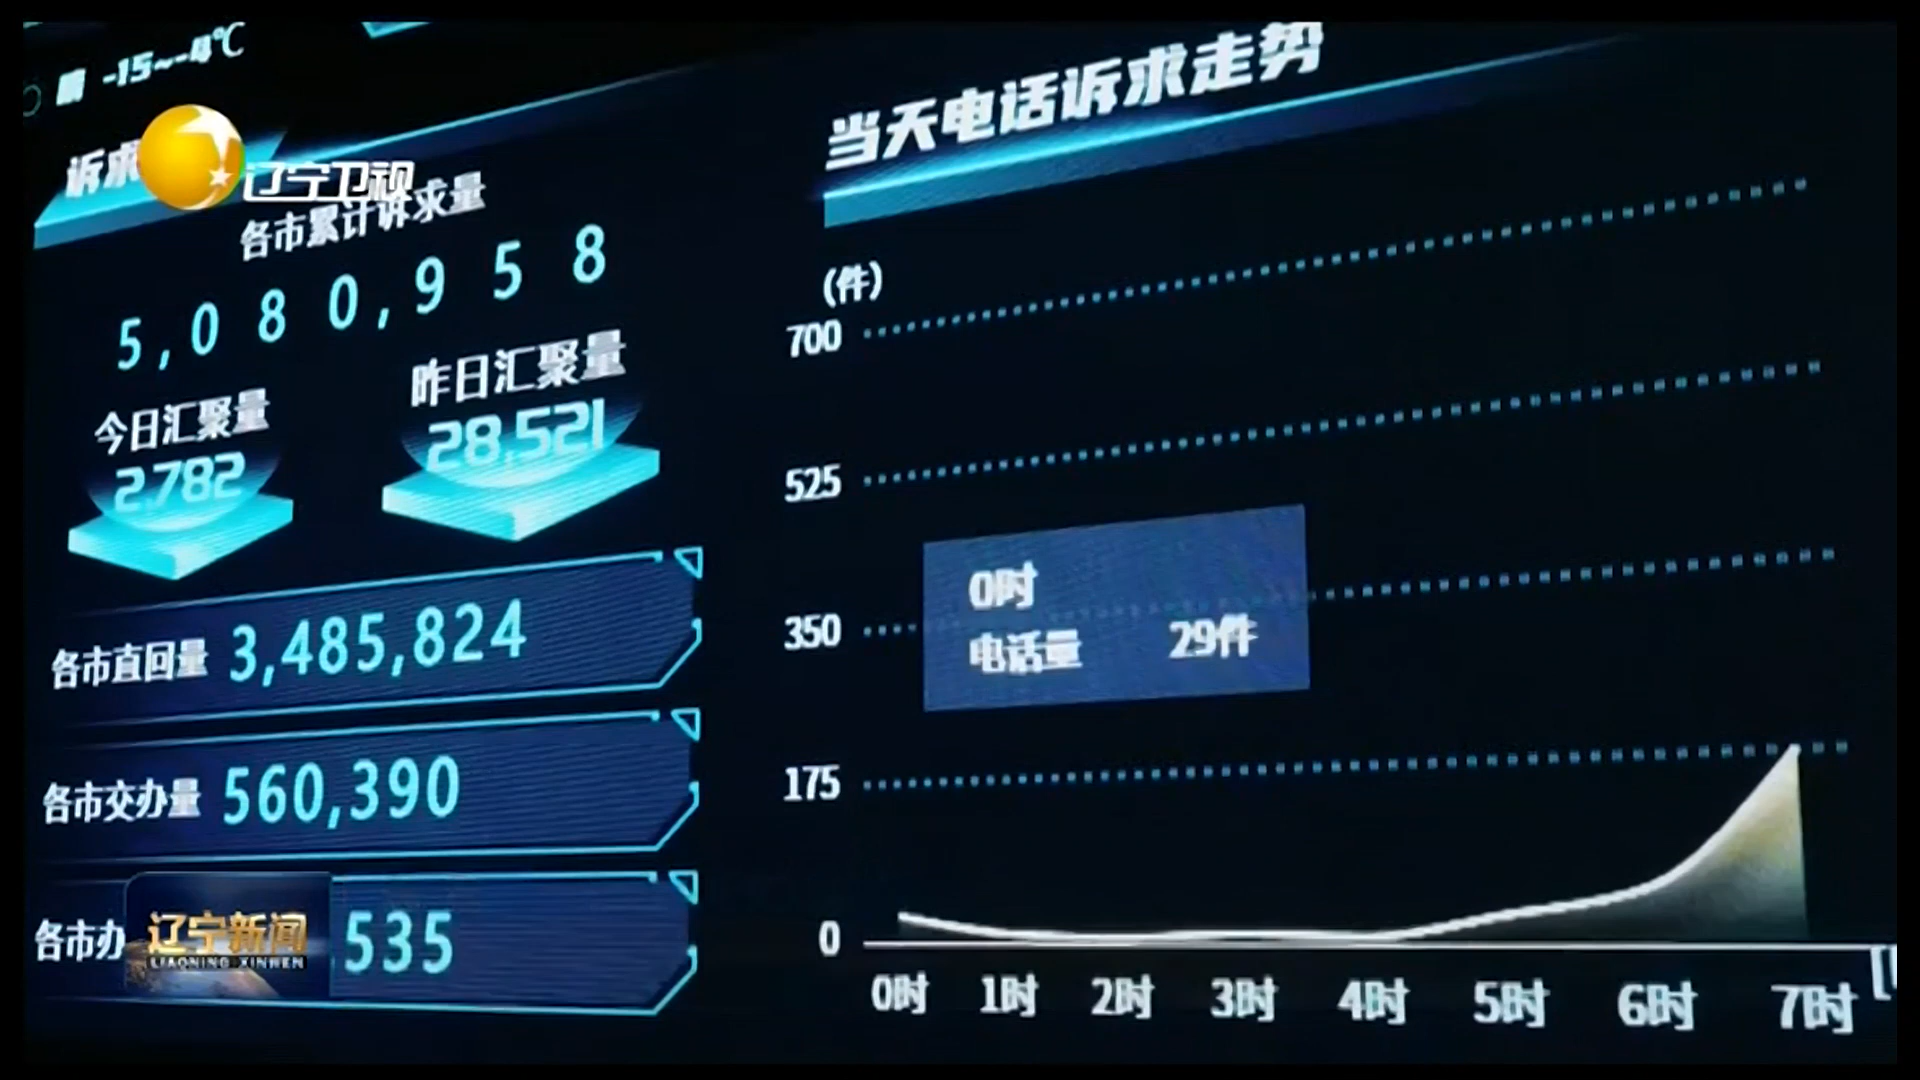 晴 -15~-4℃
诉求
辽宁卫视
各市累计诉求量
5,080,958
今日汇聚量
2,782
昨日汇聚量
28,521
各市直回量 3,485,824
各市交办量 560,390
各市办 535
辽宁新闻
LIAONING XINWEN
当天电话诉求走势
(件)
700
525
350
175
0
0时
电话量 29件
0时 1时 2时 3时 4时 5时 6时 7时